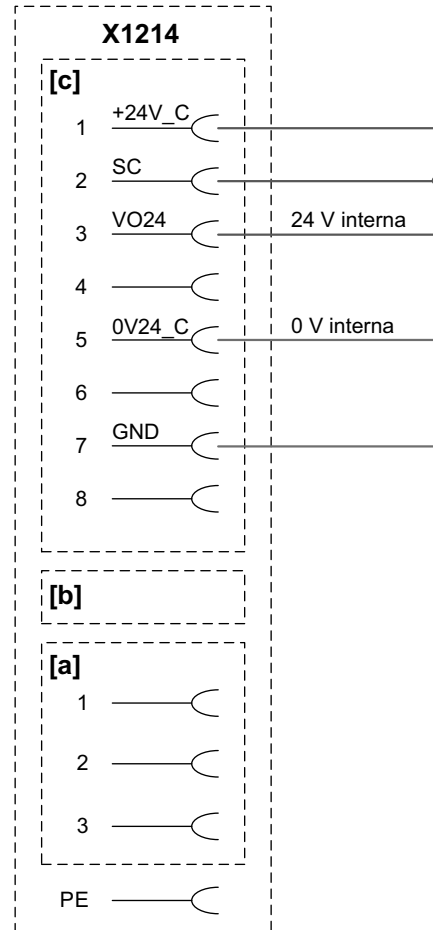 X1214
[c]
1 +24V_C
2 SC
3 VO24 24 V interna
4
5 0V24_C 0 V interna
6
7 GND
8
[b]
[a]
1
2
3
PE